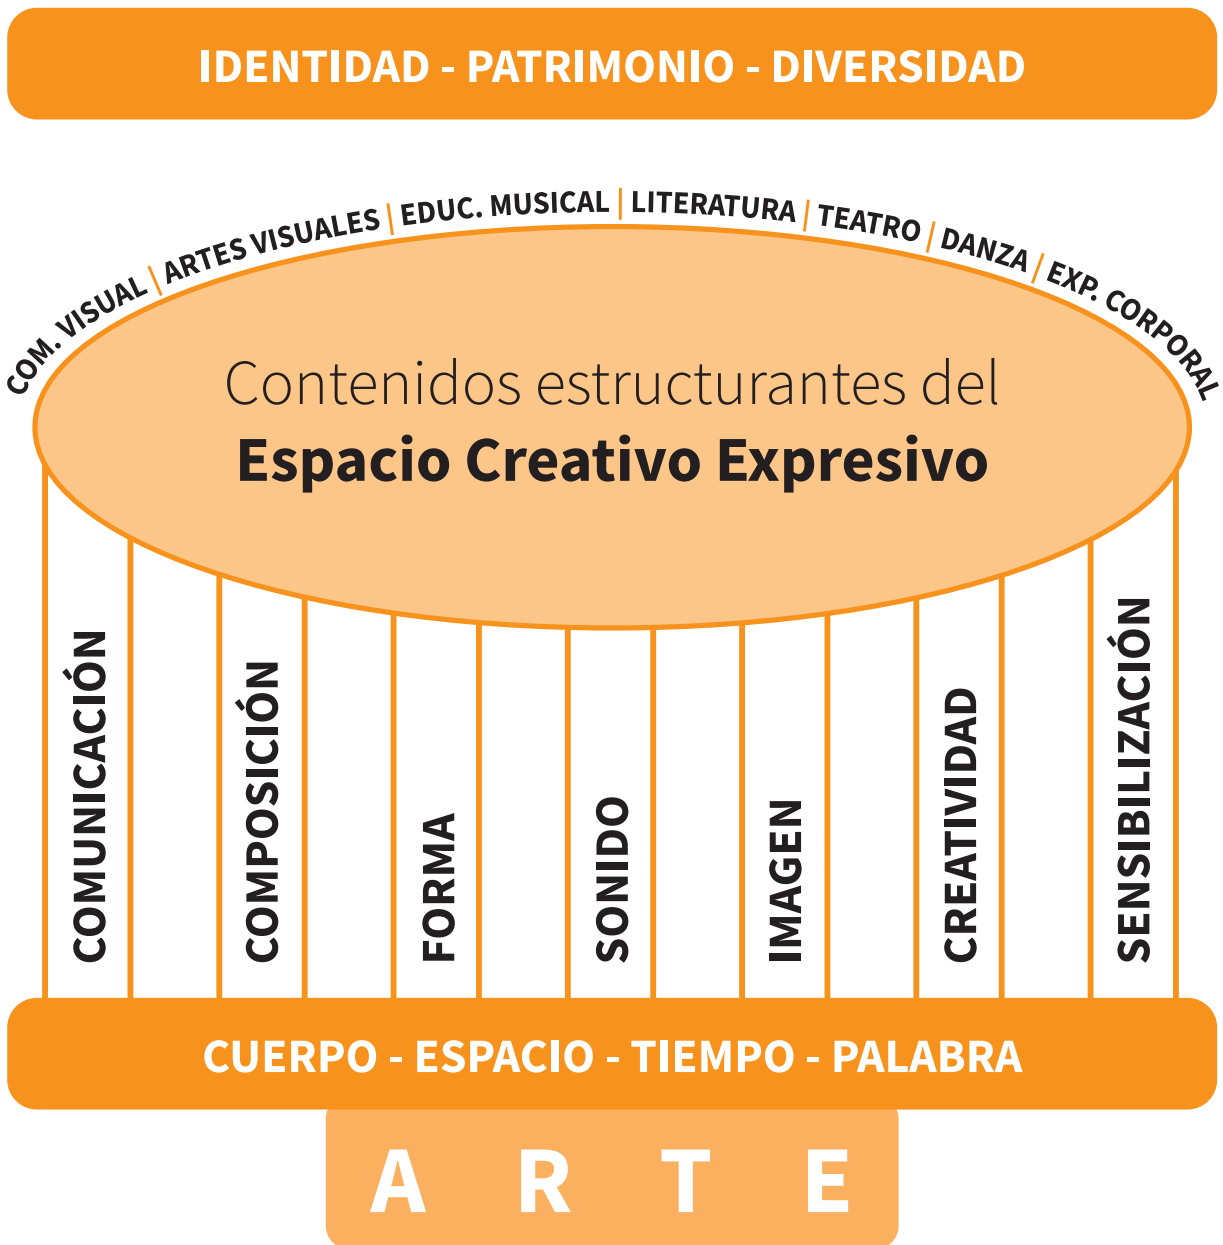 IDENTIDAD - PATRIMONIO - DIVERSIDAD
COM. VISUAL | ARTES VISUALES | EDUC. MUSICAL | LITERATURA | TEATRO | DANZA | EXP. CORPORAL
Contenidos estructurantes del
Espacio Creativo Expresivo
COMUNICACIÓN
COMPOSICIÓN
FORMA
SONIDO
IMAGEN
CREATIVIDAD
SENSIBILIZACIÓN
CUERPO - ESPACIO - TIEMPO - PALABRA
A R T E